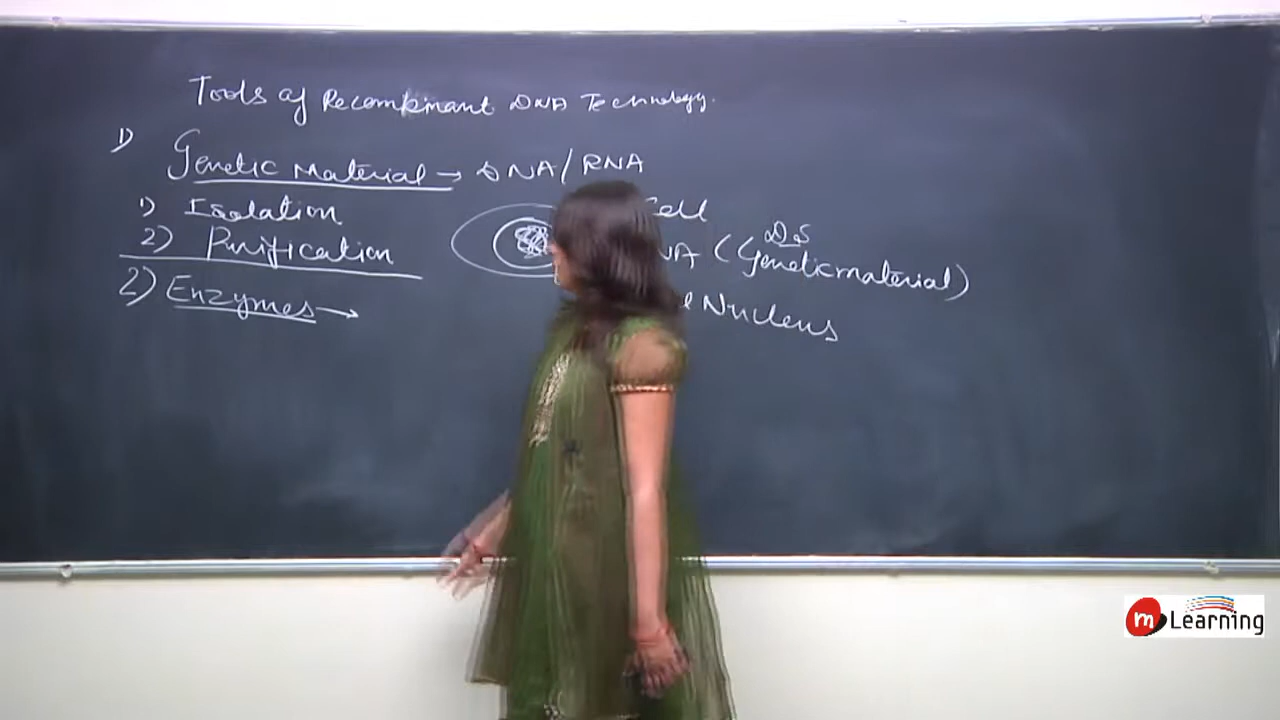 Tools of Recombinant DNA Technology.
1)
Genetic Material → DNA/RNA
1) Isolation
2) Purification
2) Enzymes →
Cell
DS
NA (Genetic material)
Nucleus
m Learning